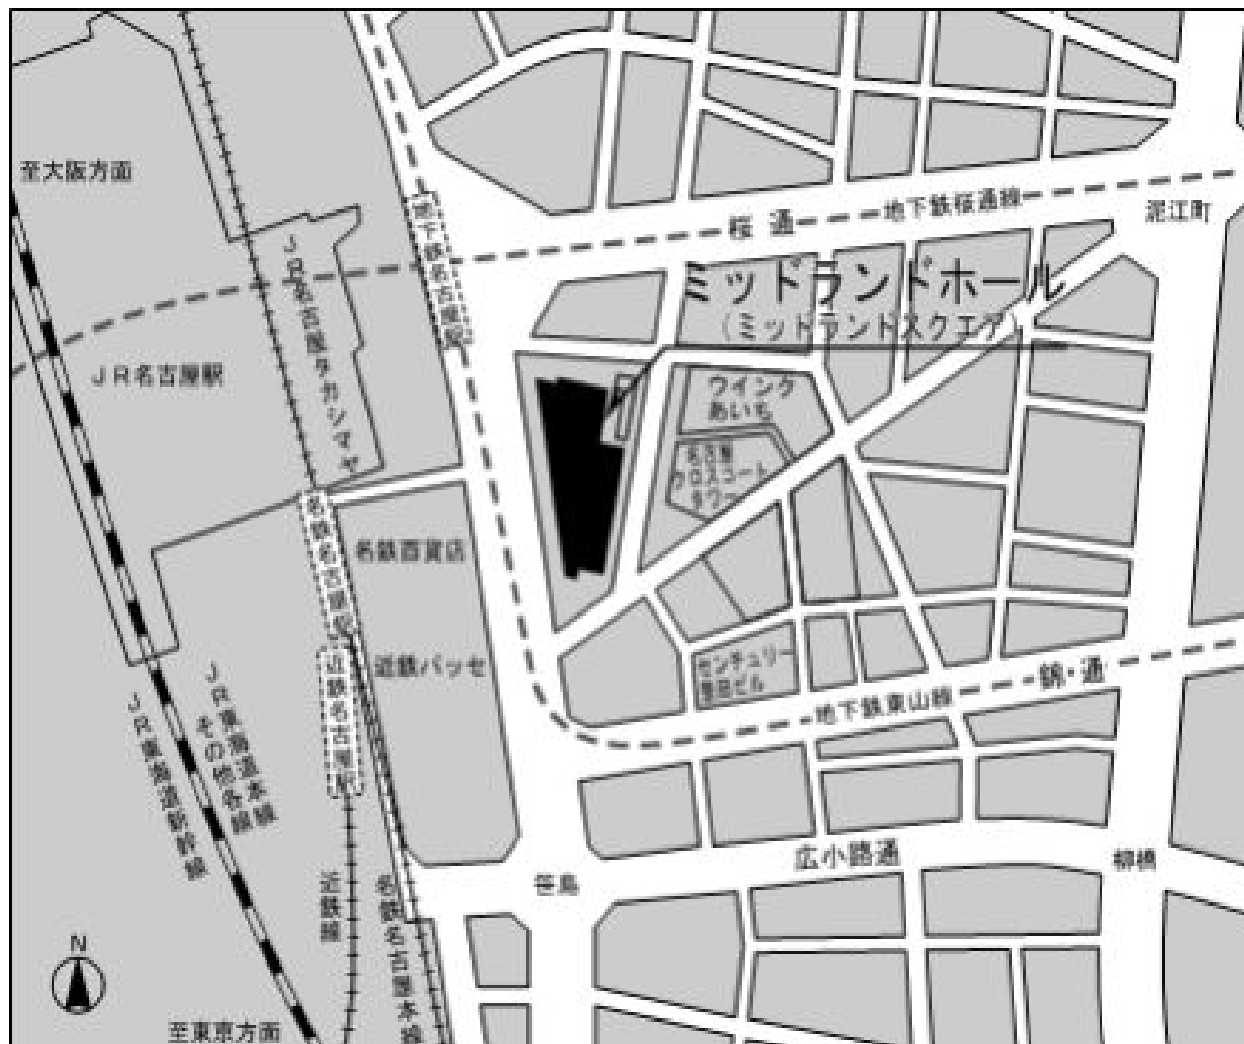 至大阪方面
地下鉄名古屋駅
桜通
地下鉄桜通線
泥江町
ミッドランドホール
(ミッドランドスクエア)
JR名古屋駅
JR名古屋タカシマヤ
ウインク
あいち
名古屋
クロスコート
タワー
名鉄名古屋駅
名鉄百貨店
近鉄パッセ
近鉄名古屋駅
センチュリー
豊田ビル
錦・通
地下鉄東山線
JR東海道本線
その他各線
JR東海道新幹線
広小路通
笹島
柳橋
近鉄線
名鉄名古屋本線
N
至東京方面